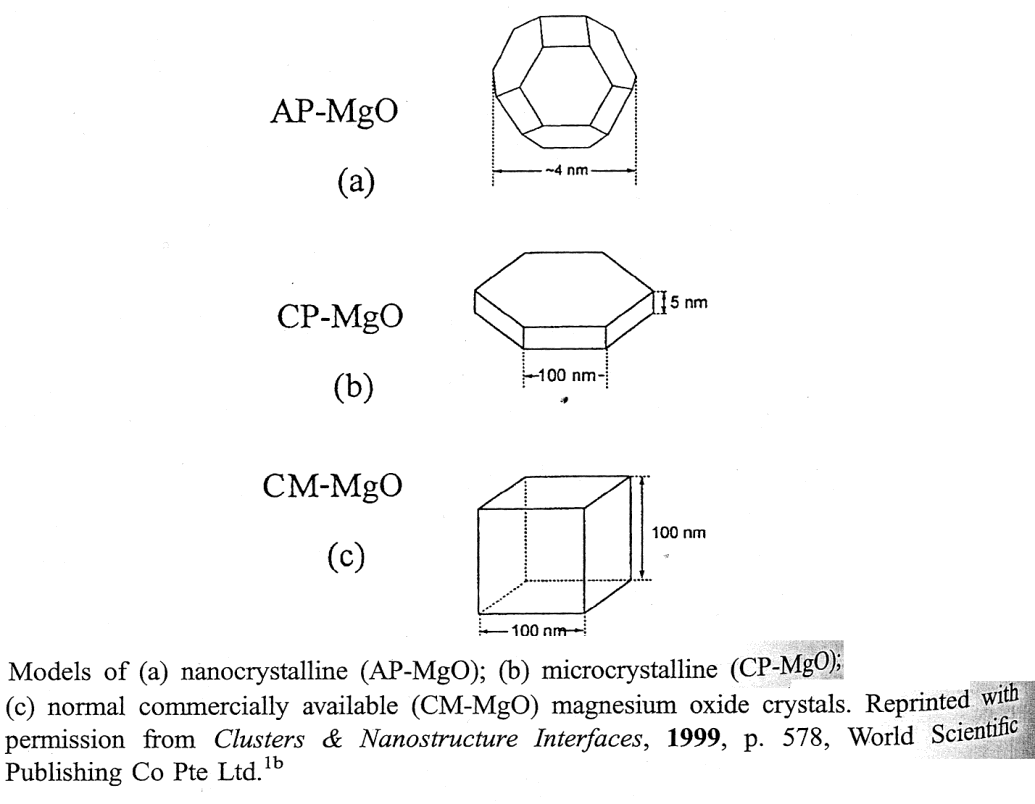 AP-MgO
(a)
~4 nm
CP-MgO
(b)
5 nm
100 nm
CM-MgO
(c)
100 nm
100 nm
Models of (a) nanocrystalline (AP-MgO); (b) microcrystalline (CP-MgO);
(c) normal commercially available (CM-MgO) magnesium oxide crystals. Reprinted with
permission from Clusters & Nanostructure Interfaces, 1999, p. 578, World Scientific
Publishing Co Pte Ltd.1b